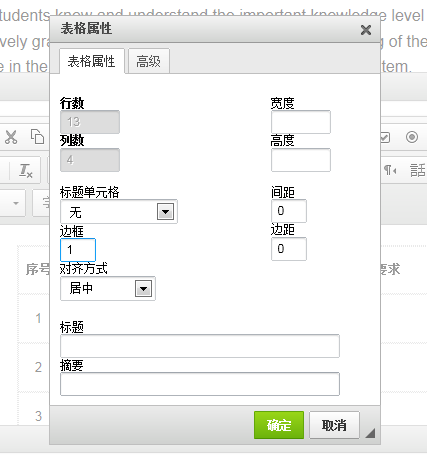 tudents know and understand the important knowledge level
表格属性
vely gra
g of the
e in the
tem.
表格属性 高级
行数 宽度
13
列数 高度
4
話
字
标题单元格 间距
无 0
边框 边距
1 0
序号
对齐方式
要求
居中
1
标题
2
摘要
3
确定 取消